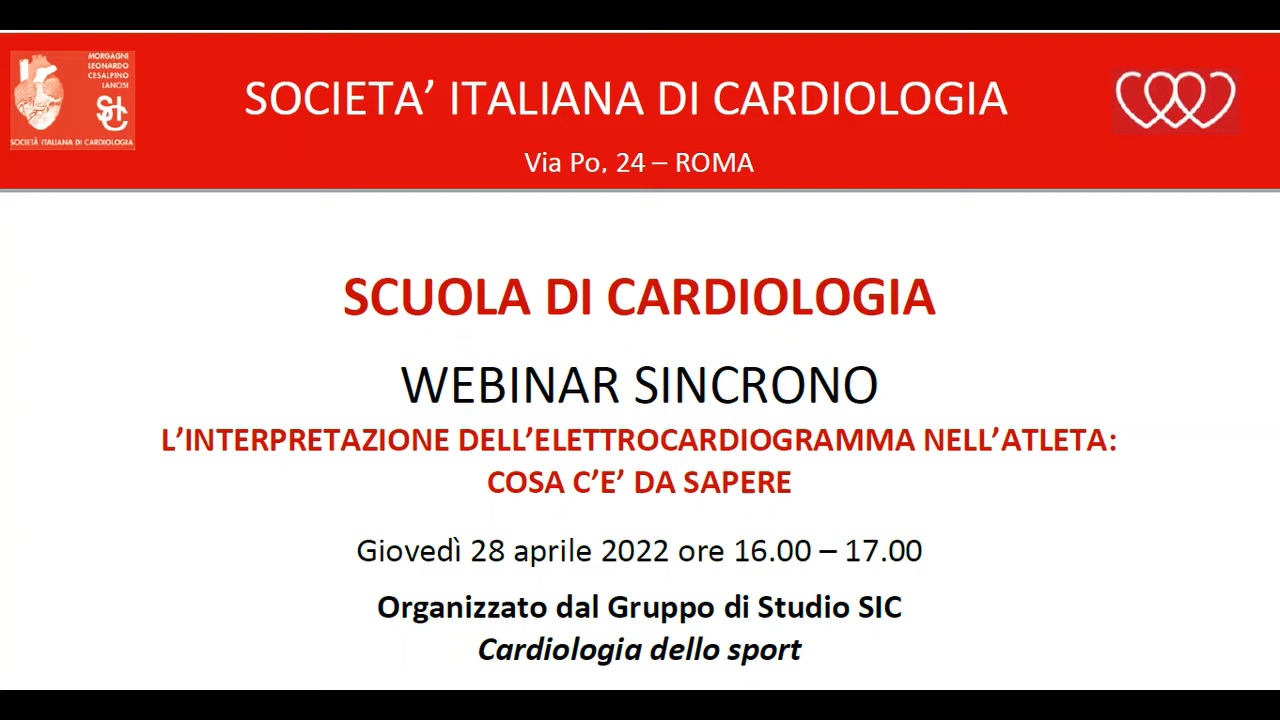 MORGAGNI
LEONARDO
CESALPINO
LANCISI
SIC
SOCIETÀ ITALIANA DI CARDIOLOGIA
SOCIETA’ ITALIANA DI CARDIOLOGIA
Via Po, 24 – ROMA
SCUOLA DI CARDIOLOGIA
WEBINAR SINCRONO
L’INTERPRETAZIONE DELL’ELETTROCARDIOGRAMMA NELL’ATLETA:
COSA C’E’ DA SAPERE
Giovedì 28 aprile 2022 ore 16.00 – 17.00
Organizzato dal Gruppo di Studio SIC
Cardiologia dello sport